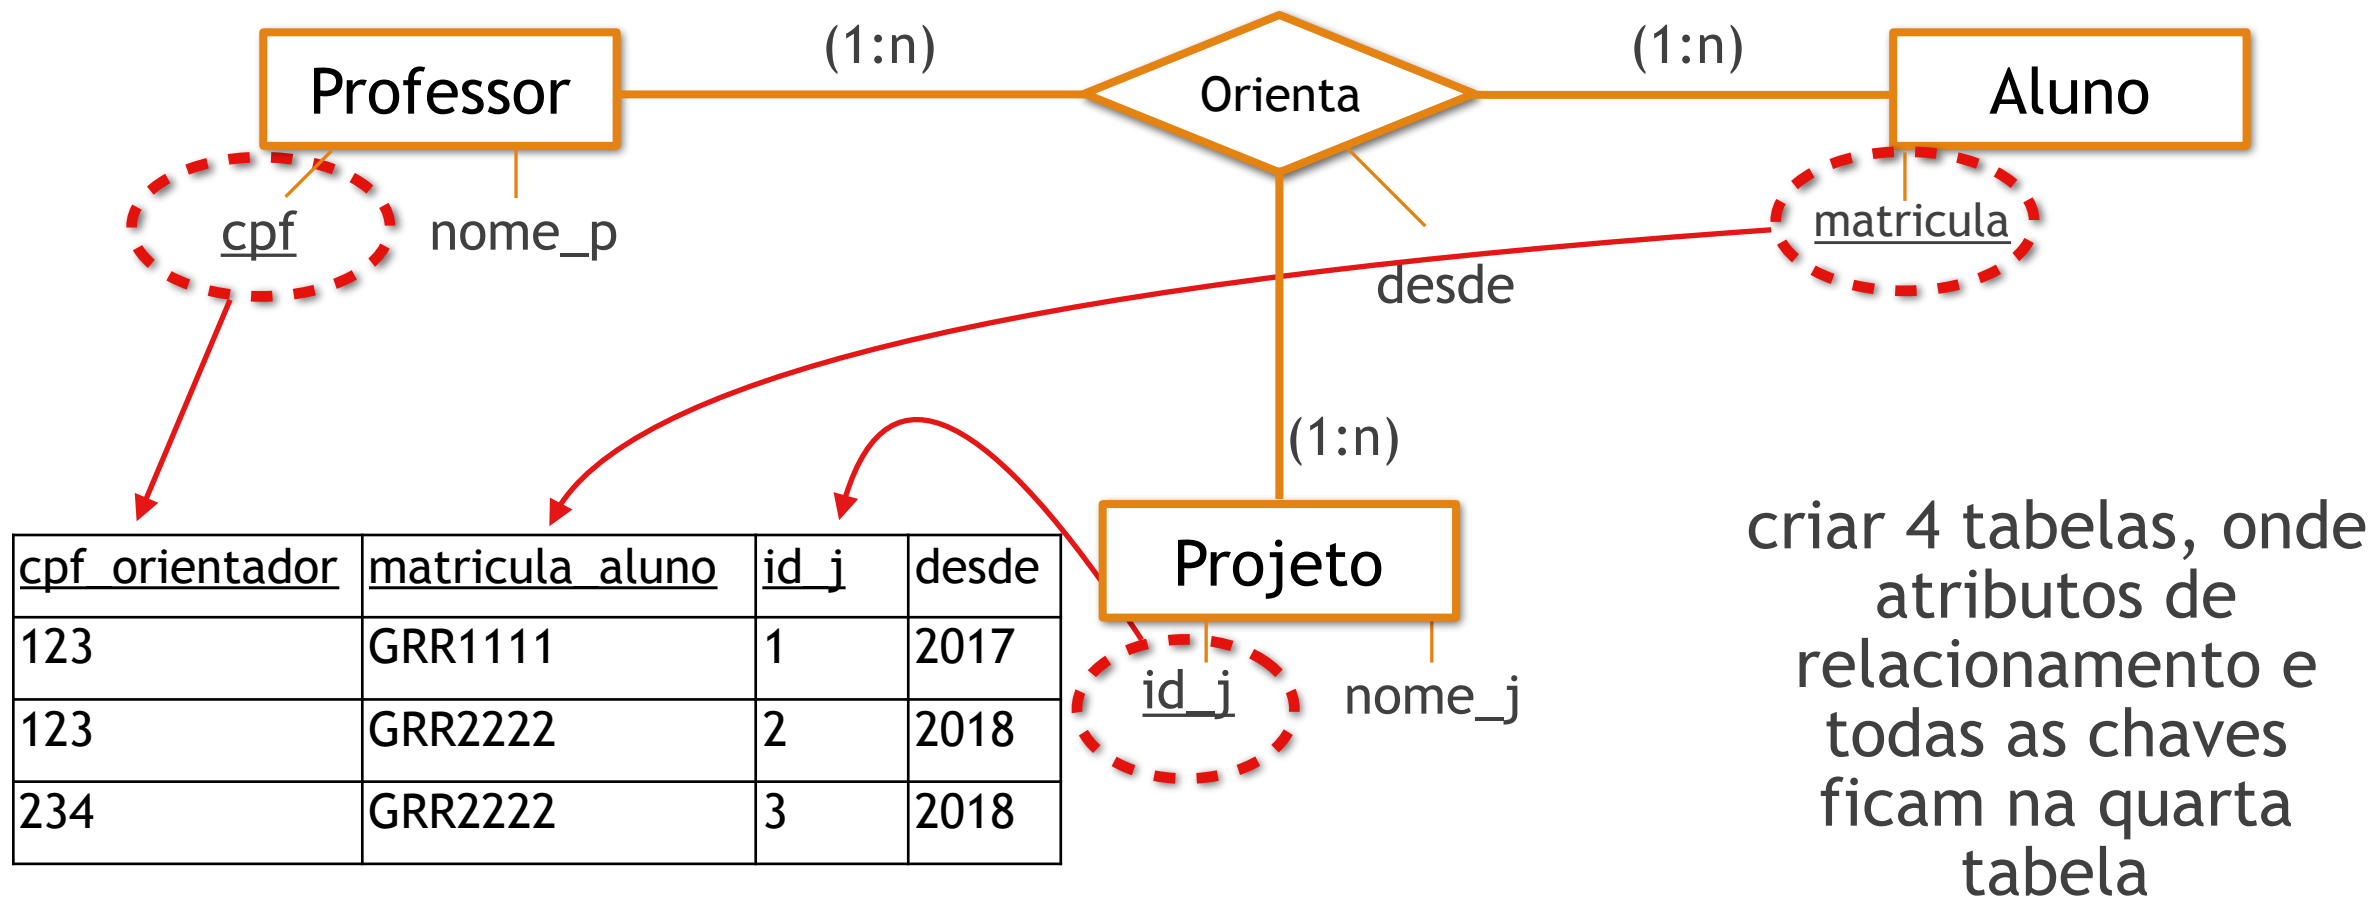 (1:n)
(1:n)
Professor
Orienta
Aluno
cpf
nome_p
matricula
desde
(1:n)
Projeto
id_j
nome_j
cpf_orientador matricula_aluno id_j desde
123 GRR1111 1 2017
123 GRR2222 2 2018
234 GRR2222 3 2018
criar 4 tabelas, onde
atributos de
relacionamento e
todas as chaves
ficam na quarta
tabela